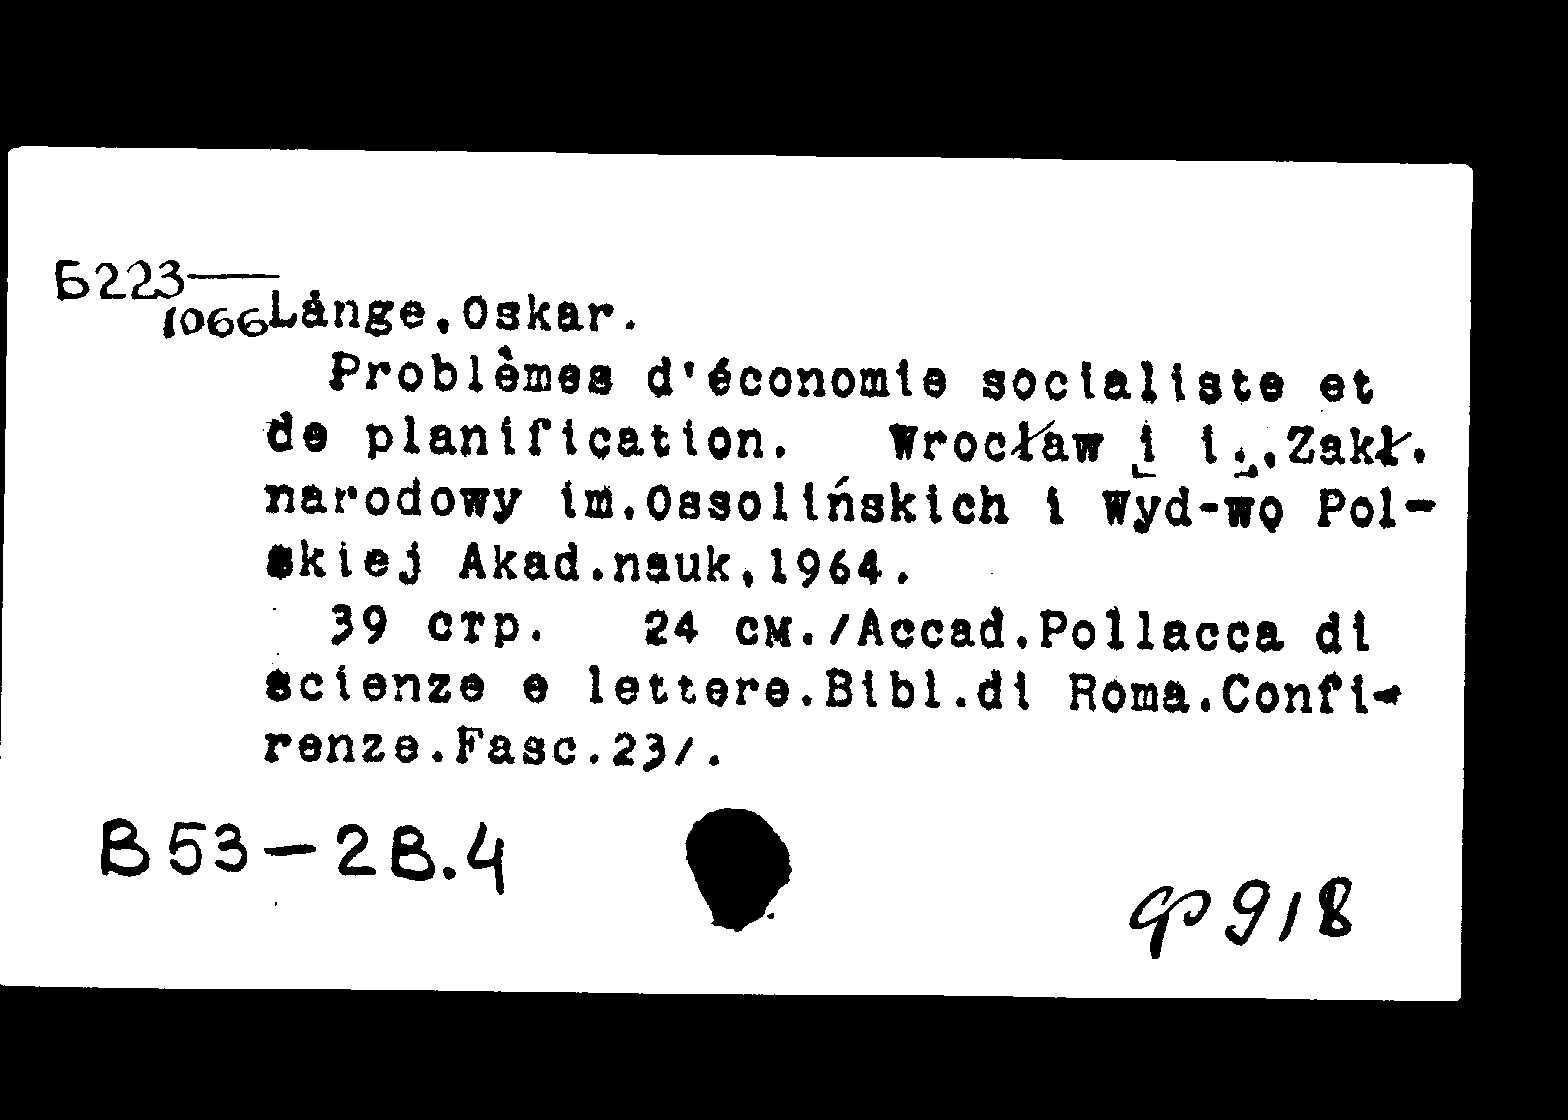 Б223—
1066
Lange, Oskar.
Problèmes d'économie socialiste et
de planification. Wrocław [i i.], Zakł.
narodowy im.Ossolińskich i Wyd-wo Pol-
skiej Akad.nauk, 1964.
39 стр. 24 см./Accad.Pollacca di
scienze e lettere.Bibl.di Roma.Confi-
renze.Fasc.23/.
B53-2B.4
ф 918